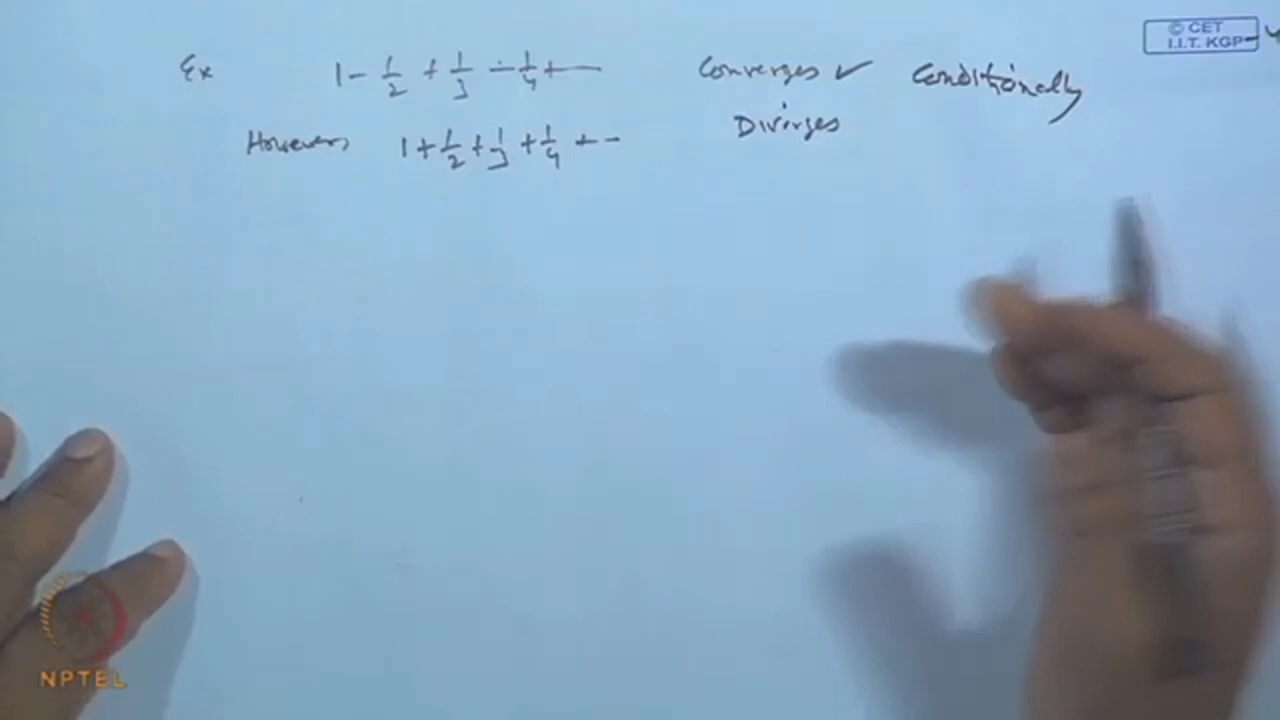 © CET
I.I.T. KGP
Ex 1 - 1/2 + 1/3 - 1/4 + — Converges ✓ Conditionally
However, 1 + 1/2 + 1/3 + 1/4 + -- Diverges
NPTEL